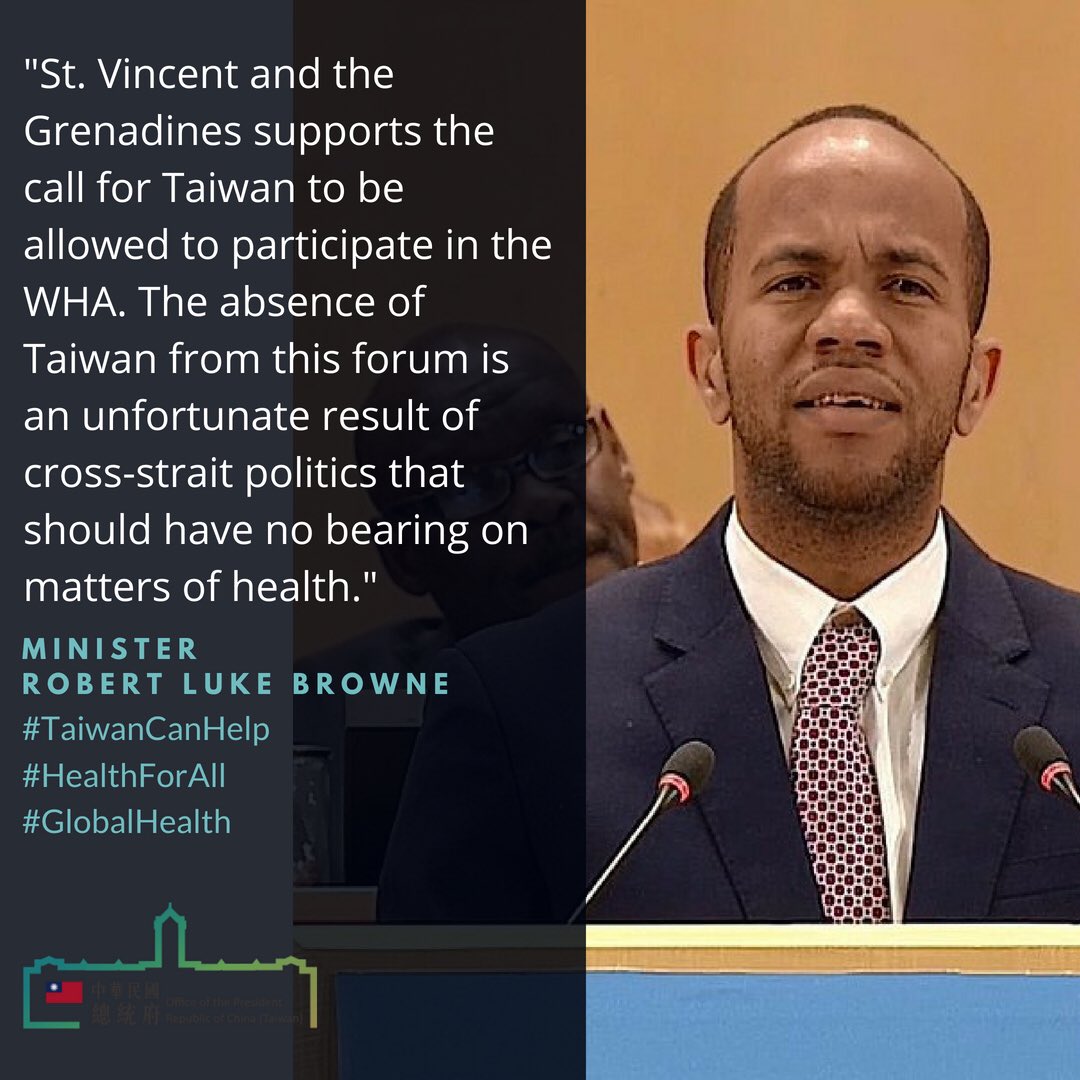 "St. Vincent and the
Grenadines supports the
call for Taiwan to be
allowed to participate in the
WHA. The absence of
Taiwan from this forum is
an unfortunate result of
cross-strait politics that
should have no bearing on
matters of health."
MINISTER
ROBERT LUKE BROWNE
#TaiwanCanHelp
#HealthForAll
#GlobalHealth
中華民國
總統府
Office of the President
Republic of China (Taiwan)